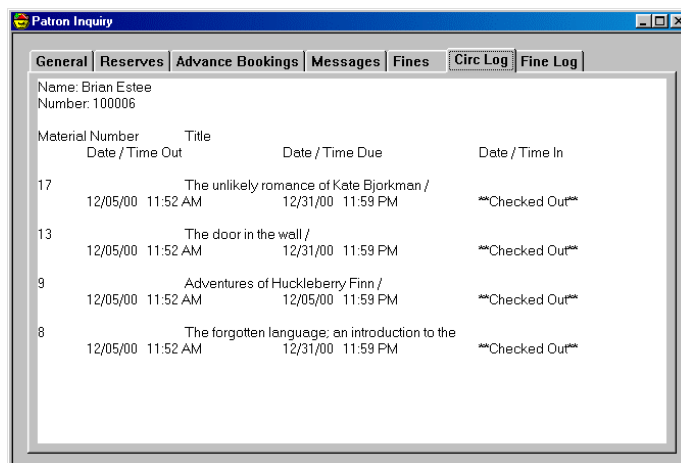 Patron Inquiry
General Reserves Advance Bookings Messages Fines Circ Log Fine Log
Name: Brian Estee
Number: 100006
Material Number Title
Date / Time Out Date / Time Due Date / Time In
17 The unlikely romance of Kate Bjorkman /
12/05/00 11:52 AM 12/31/00 11:59 PM **Checked Out**
13 The door in the wall /
12/05/00 11:52 AM 12/31/00 11:59 PM **Checked Out**
9 Adventures of Huckleberry Finn /
12/05/00 11:52 AM 12/05/00 11:59 PM **Checked Out**
8 The forgotten language; an introduction to the
12/05/00 11:52 AM 12/31/00 11:59 PM **Checked Out**